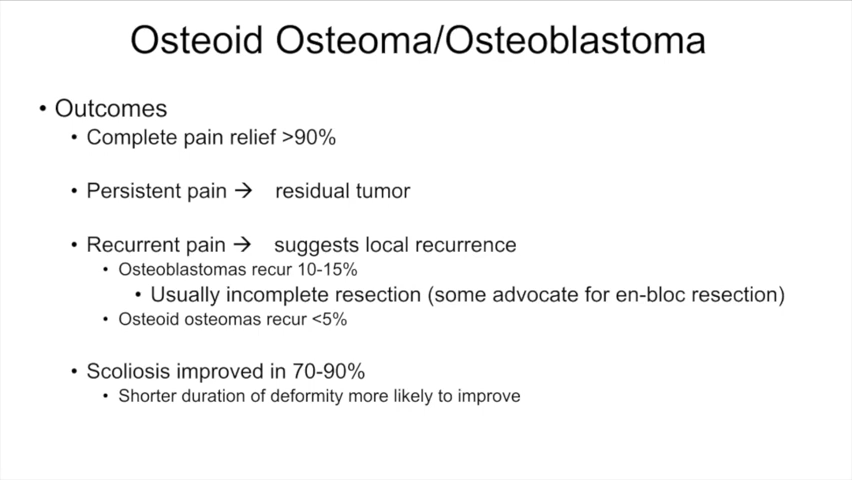 Osteoid Osteoma/Osteoblastoma
• Outcomes
• Complete pain relief >90%
• Persistent pain → residual tumor
• Recurrent pain → suggests local recurrence
• Osteoblastomas recur 10-15%
• Usually incomplete resection (some advocate for en-bloc resection)
• Osteoid osteomas recur <5%
• Scoliosis improved in 70-90%
• Shorter duration of deformity more likely to improve